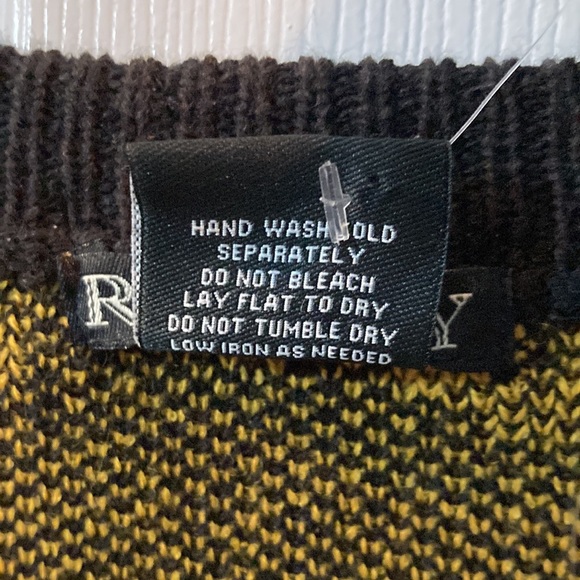 HAND WASH COLD
SEPARATELY
DO NOT BLEACH
LAY FLAT TO DRY
DO NOT TUMBLE DRY
LOW IRON AS NEEDED